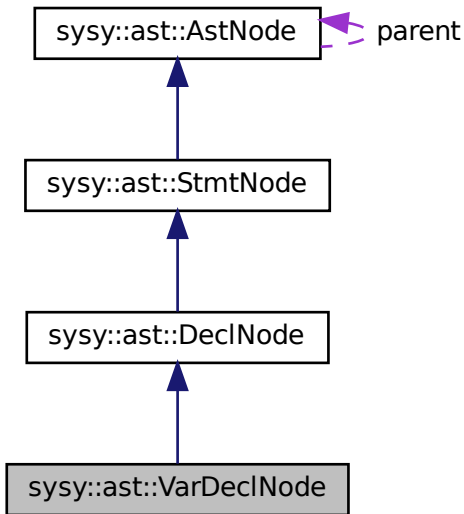 sysy::ast::AstNode
parent
sysy::ast::StmtNode
sysy::ast::DeclNode
sysy::ast::VarDeclNode